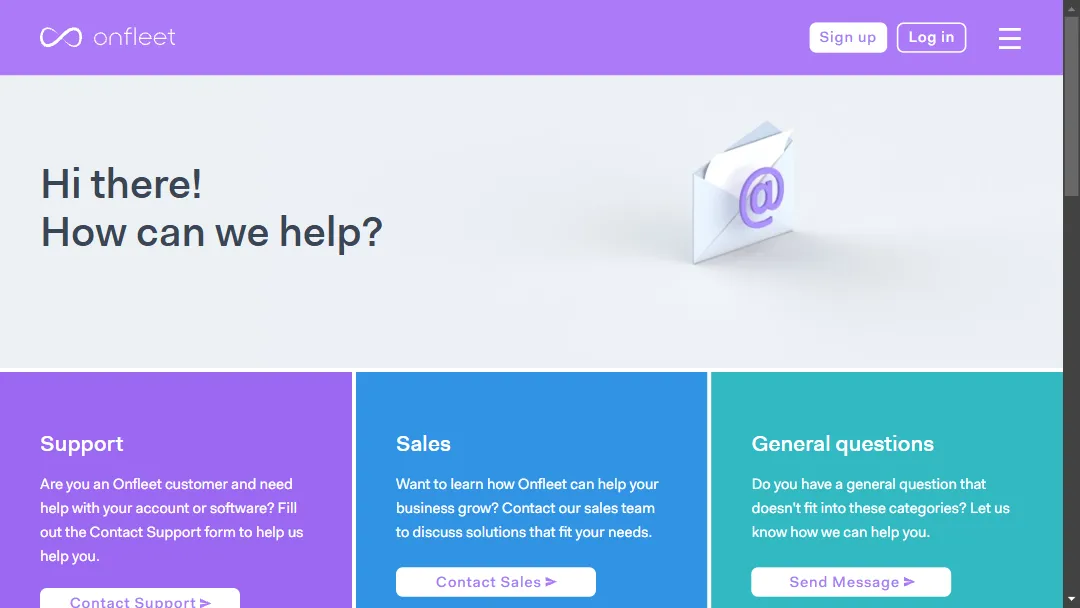 onfleet
Sign up
Log in
Hi there!
How can we help?
@
Support
Are you an Onfleet customer and need
help with your account or software? Fill
out the Contact Support form to help us
help you.
Contact Support
Sales
Want to learn how Onfleet can help your
business grow? Contact our sales team
to discuss solutions that fit your needs.
Contact Sales
General questions
Do you have a general question that
doesn't fit into these categories? Let us
know how we can help you.
Send Message